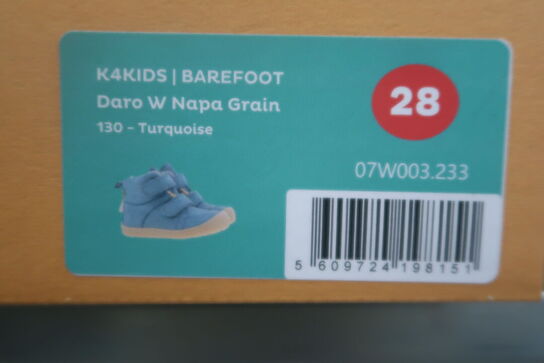 K4KIDS | BAREFOOT
Daro W Napa Grain
130 - Turquoise
28
07W003.233
5 609724 198151